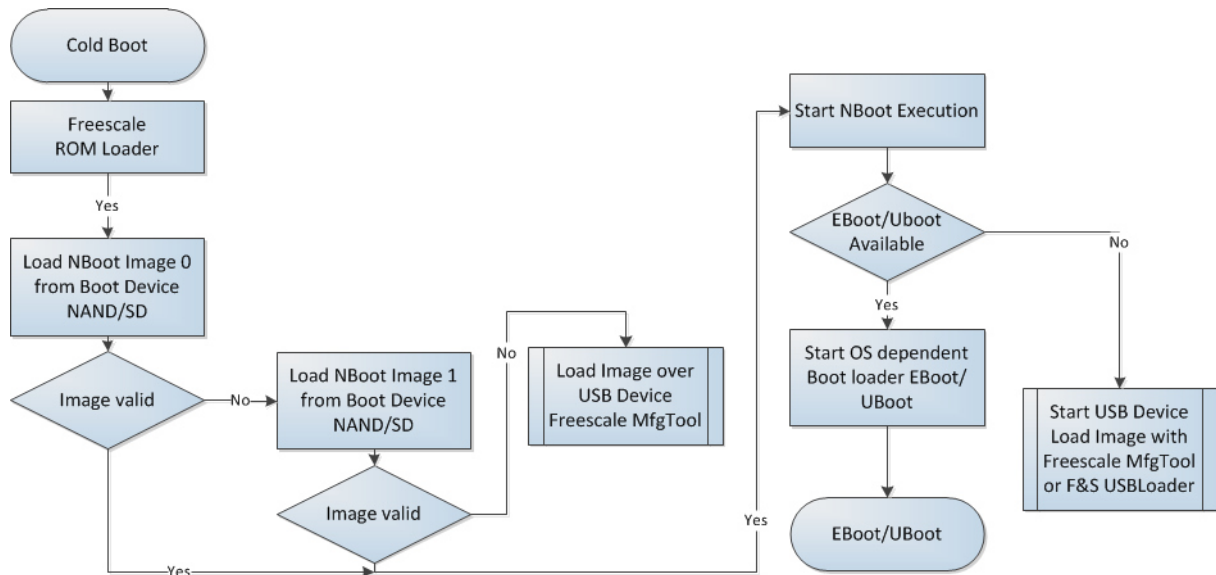 Cold Boot
Freescale
ROM Loader
Yes
Load NBoot Image 0
from Boot Device
NAND/SD
Image valid
No
Yes
Load NBoot Image 1
from Boot Device
NAND/SD
Image valid
No
Load Image over
USB Device
Freescale MfgTool
Yes
Start NBoot Execution
EBoot/Uboot
Available
No
Yes
Start OS dependent
Boot loader EBoot/
UBoot
Start USB Device
Load Image with
Freescale MfgTool
or F&S USBLoader
EBoot/UBoot